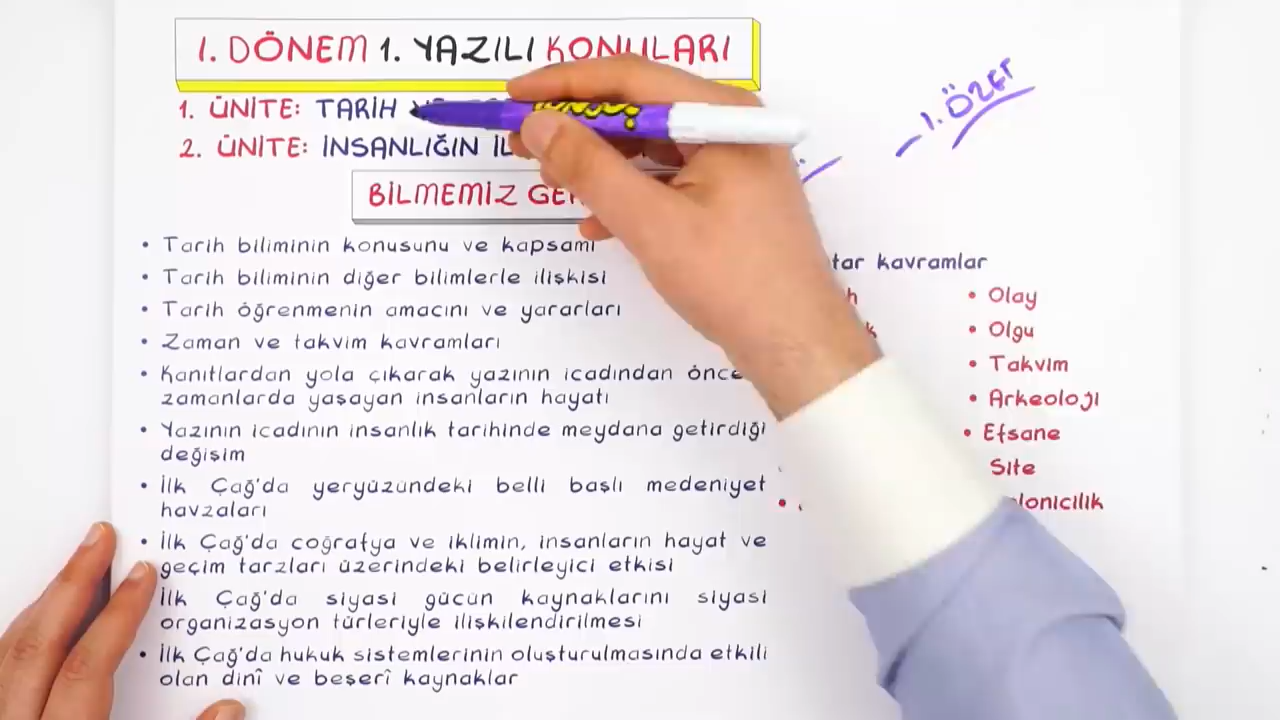 1. DÖNEM 1. YAZILI KONULARI
1. ÜNİTE: TARİH
2. ÜNİTE: İNSANLIĞIN
1. ÖZET
BİLMEMİZ
• Tarih biliminin konusunu ve kapsamı
• Tarih biliminin diğer bilimlerle ilişkisi
• Tarih öğrenmenin amacını ve yararları
• Zaman ve takvim kavramları
• Kanıtlardan yola çıkarak yazının icadından
zamanlarda yaşayan insanların hayatı
• Yazının icadının insanlık tarihinde meydana getirdiği
değişim
• İlk Çağ'da yeryüzündeki belli başlı medeniyet
havzaları
• İlk Çağ'da coğrafya ve iklimin, insanların hayat ve
geçim tarzları üzerindeki belirleyici etkisi
İlk Çağ'da siyasi gücün kaynaklarını siyasi
organizasyon türleriyle ilişkilendirilmesi
• İlk Çağ'da hukuk sistemlerinin oluşturulmasında etkili
olan dinî ve beşerî kaynaklar
kavramlar
• Olay
• Olgu
• Takvim
• Arkeoloji
• Efsane
Site